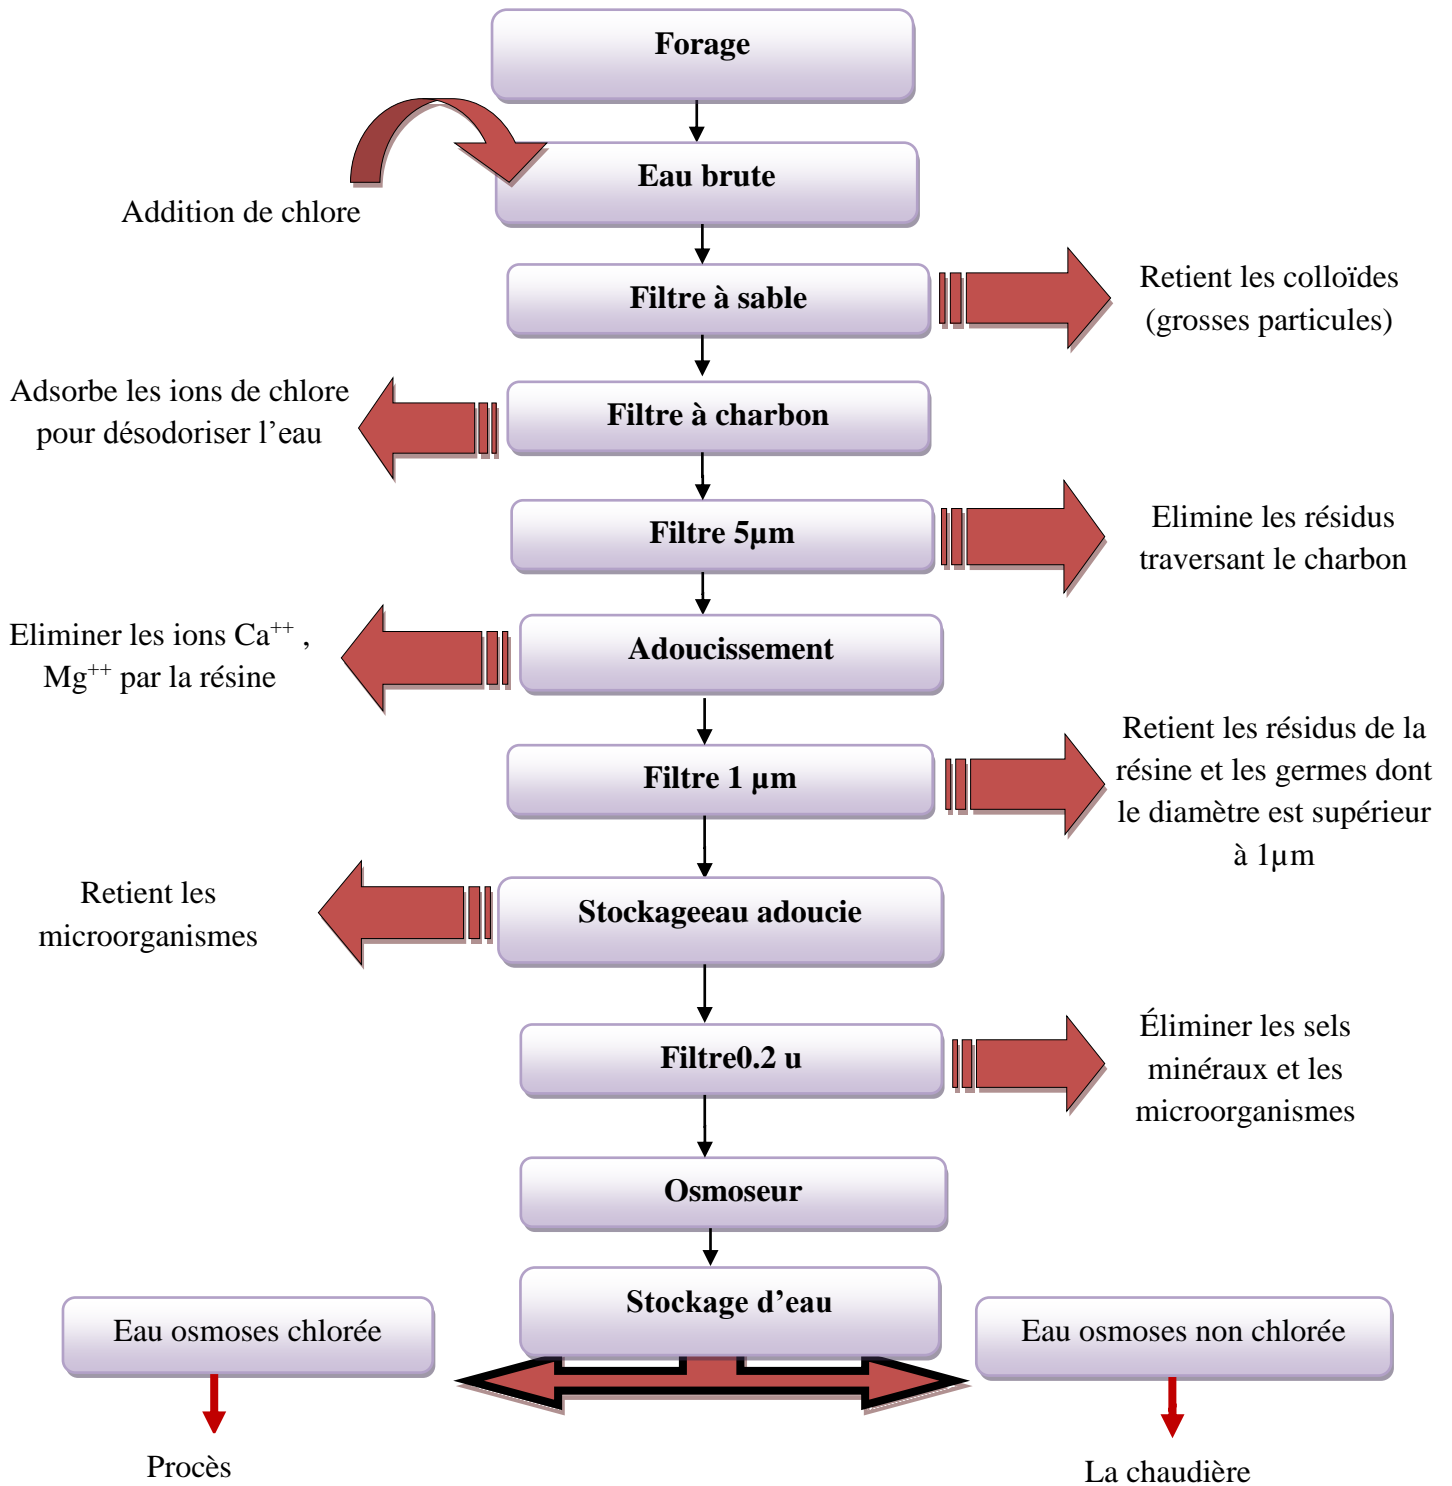 Forage
Eau brute
Addition de chlore
Filtre à sable
Retient les colloïdes
(grosses particules)
Adsorbe les ions de chlore
pour désodoriser l’eau
Filtre à charbon
Filtre 5µm
Elimine les résidus
traversant le charbon
Eliminer les ions Ca⁺⁺ ,
Mg⁺⁺ par la résine
Adoucissement
Filtre 1 µm
Retient les résidus de la
résine et les germes dont
le diamètre est supérieur
à 1µm
Retient les
microorganismes
Stockageeau adoucie
Filtre0.2 u
Éliminer les sels
minéraux et les
microorganismes
Osmoseur
Stockage d’eau
Eau osmoses chlorée
Eau osmoses non chlorée
Procès
La chaudière